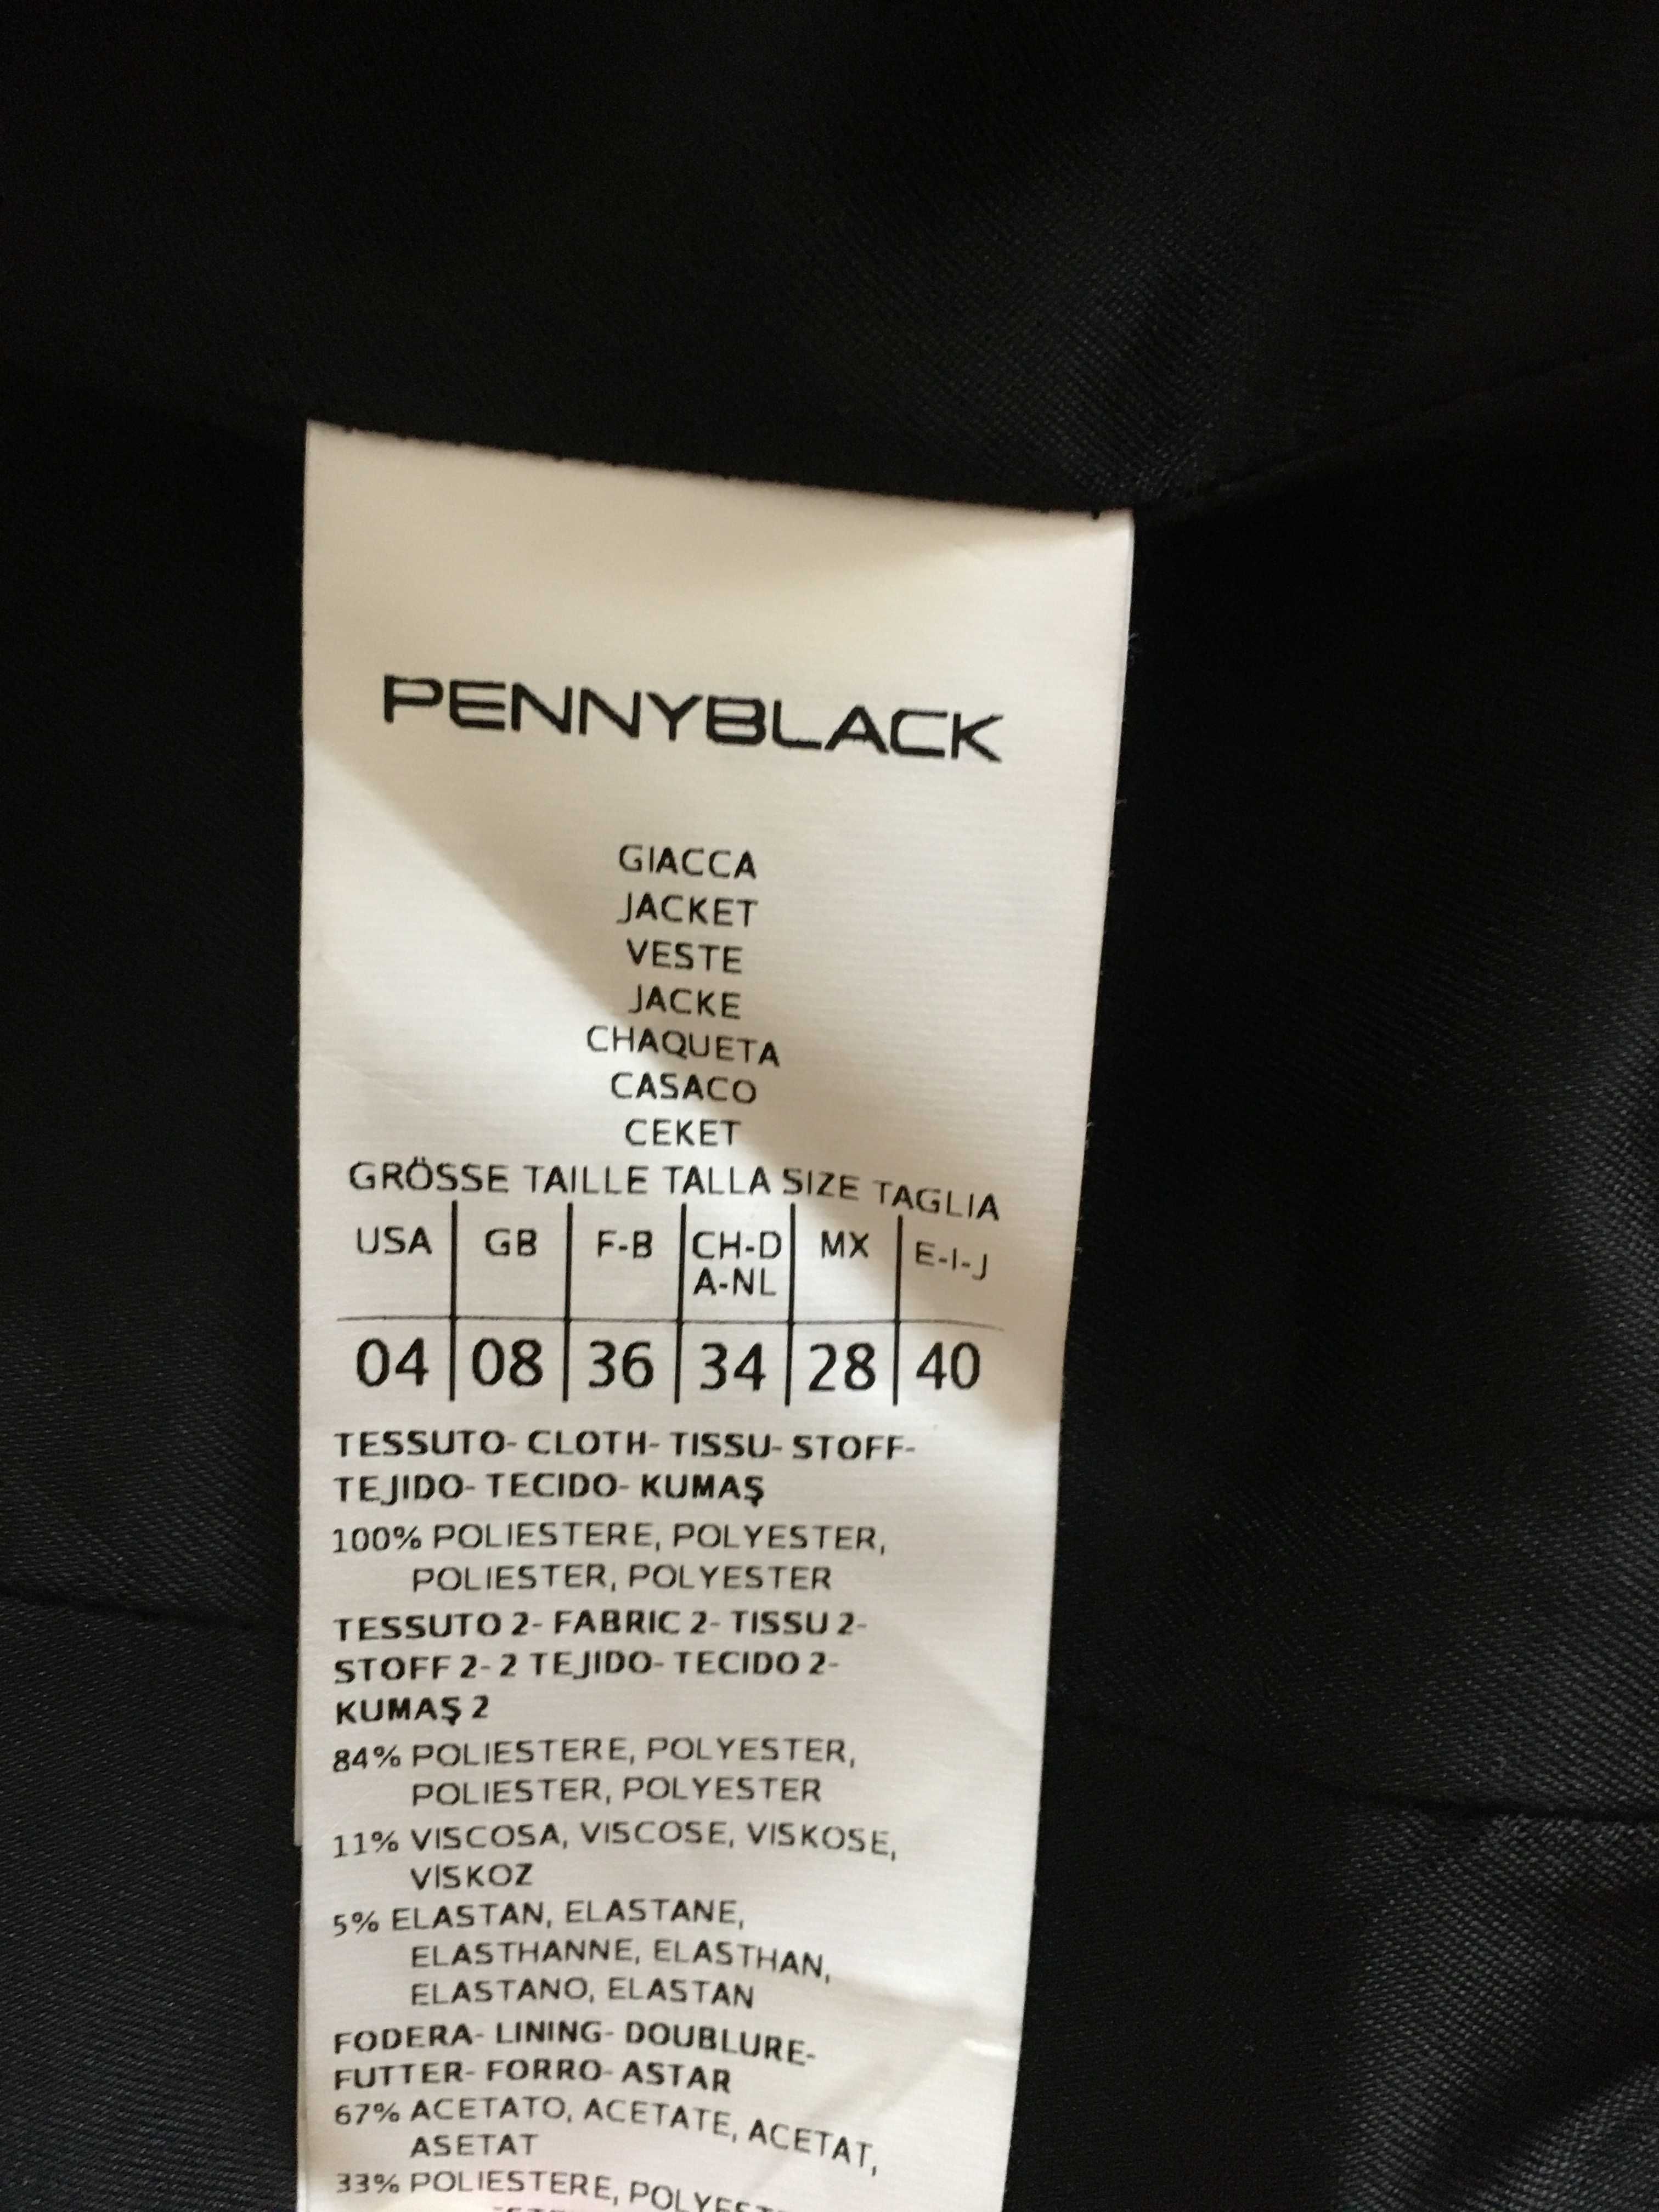 PENNYBLACK
GIACCA
JACKET
VESTE
JACKE
CHAQUETA
CASACO
CEKET
GRÖSSE TAILLE TALLA SIZE TAGLIA
USA GB F-B CH-D MX E-I-J
A-NL
04 08 36 34 28 40
TESSUTO- CLOTH- TISSU- STOFF-
TEJIDO- TECIDO- KUMAŞ
100% POLIESTERE, POLYESTER,
POLIESTER, POLYESTER
TESSUTO 2- FABRIC 2- TISSU 2-
STOFF 2- 2 TEJIDO- TECIDO 2-
KUMAŞ 2
84% POLIESTERE, POLYESTER,
POLIESTER, POLYESTER
11% VISCOSA, VISCOSE, VISKOSE,
VISKOZ
5% ELASTAN, ELASTANE,
ELASTHANNE, ELASTHAN,
ELASTANO, ELASTAN
FODERA- LINING- DOUBLURE-
FUTTER- FORRO- ASTAR
67% ACETATO, ACETATE, ACETAT,
ASETAT
33% POLIESTERE,